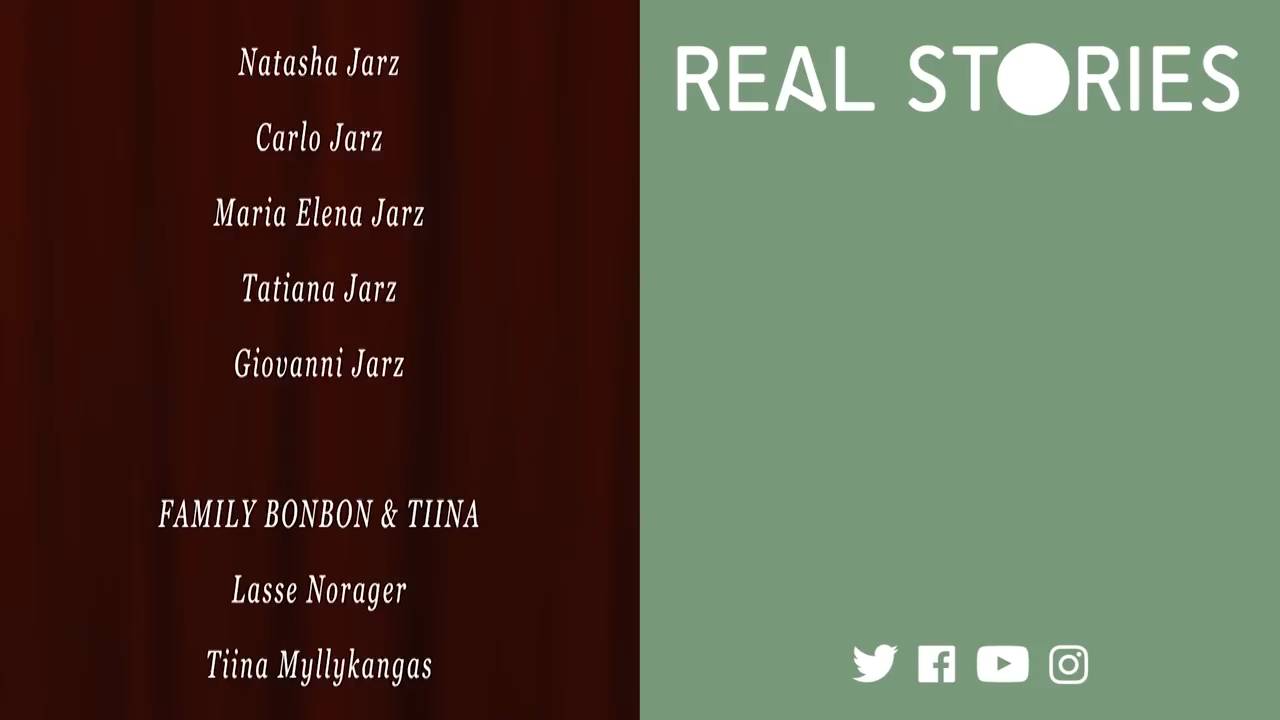 Natasha Jarz
Carlo Jarz
Maria Elena Jarz
Tatiana Jarz
Giovanni Jarz
FAMILY BONBON & TIINA
Lasse Norager
Tiina Myllykangas
REAL STORIES